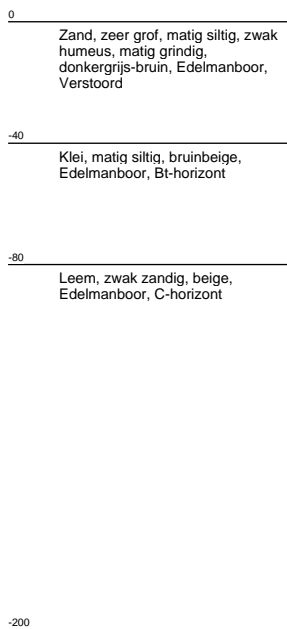 0
Zand, zeer grof, matig siltig, zwak
humeus, matig grindig,
donkergrijs-bruin, Edelmanboor,
Verstoord
-40
Klei, matig siltig, bruinbeige,
Edelmanboor, Bt-horizont
-80
Leem, zwak zandig, beige,
Edelmanboor, C-horizont
-200